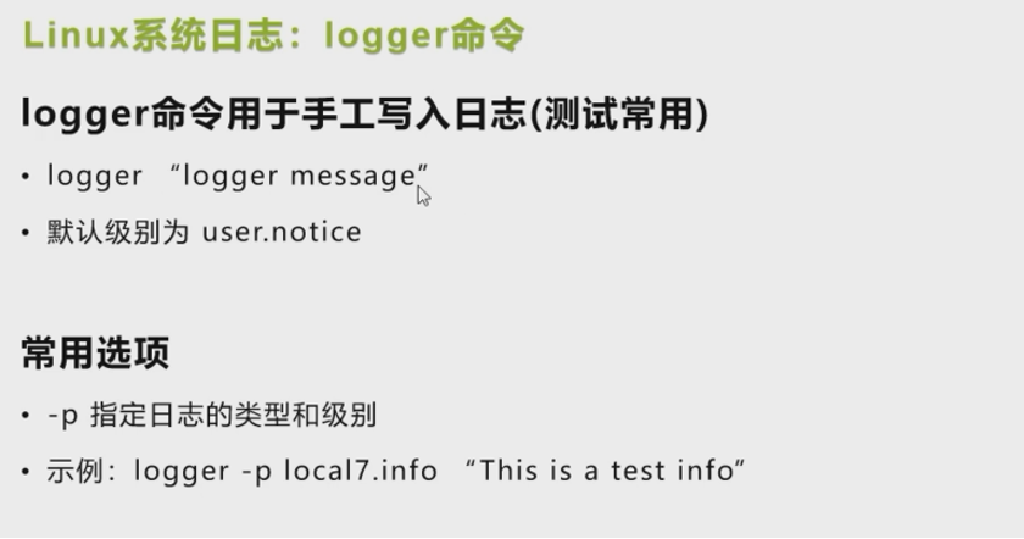 Linux系统日志：logger命令
logger命令用于手工写入日志(测试常用)
• logger “logger message”
• 默认级别为 user.notice
常用选项
• -p 指定日志的类型和级别
• 示例：logger -p local7.info “This is a test info”